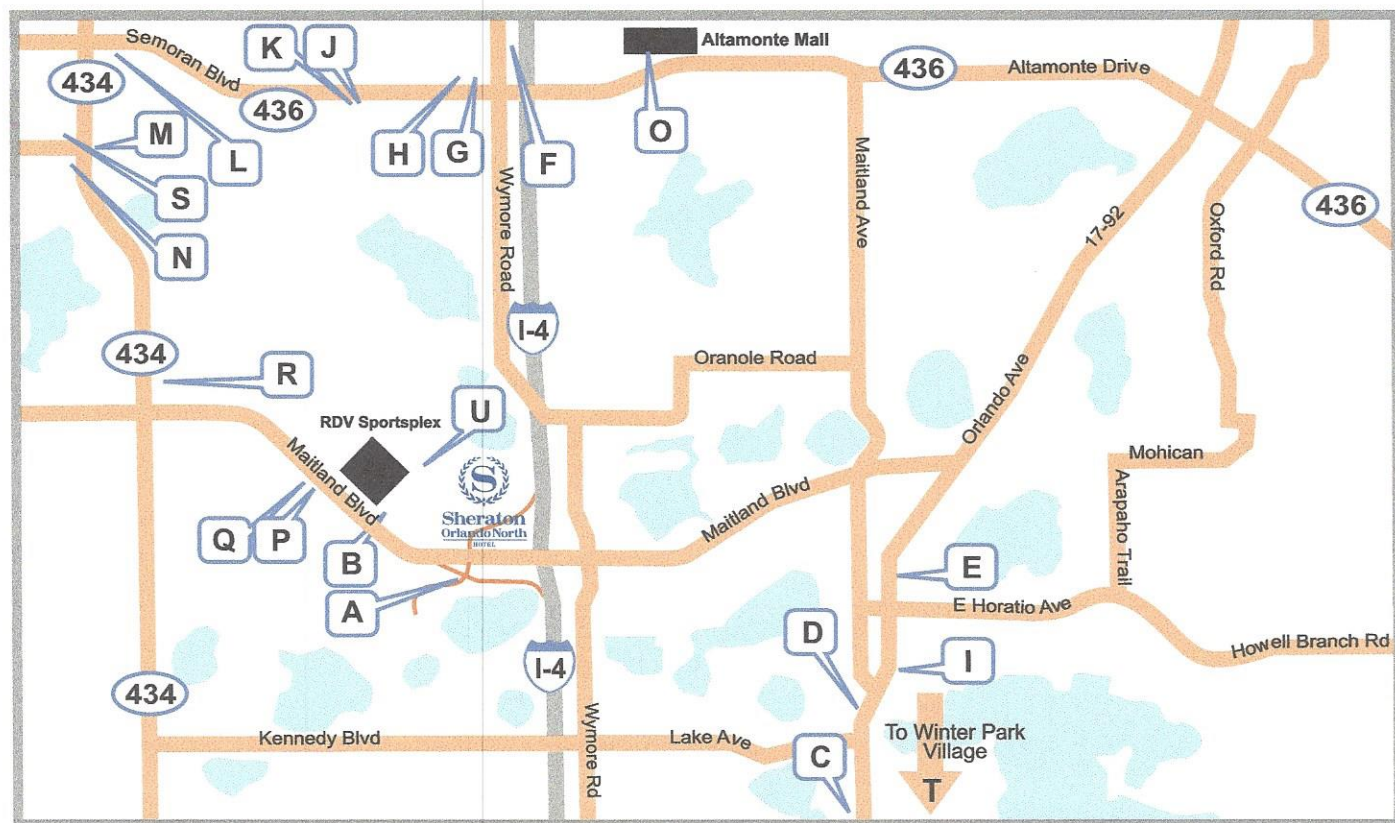 Semoran Blvd
K
J
Altamonte Mall
434
436
436
Altamonte Drive
H
G
F
O
M
L
S
N
Wymore Road
Maitland Ave
17-92
Oxford Rd
436
I-4
434
R
Oranole Road
RDV Sportsplex
U
Orlando Ave
Mohican
Maitland Blvd
S
Sheraton
Orlando North
HOTEL
Maitland Blvd
Arapaho Trail
Q
P
B
A
E
E Horatio Ave
D
I
Howell Branch Rd
I-4
434
Kennedy Blvd
Wymore Rd
Lake Ave
C
To Winter Park
Village
T